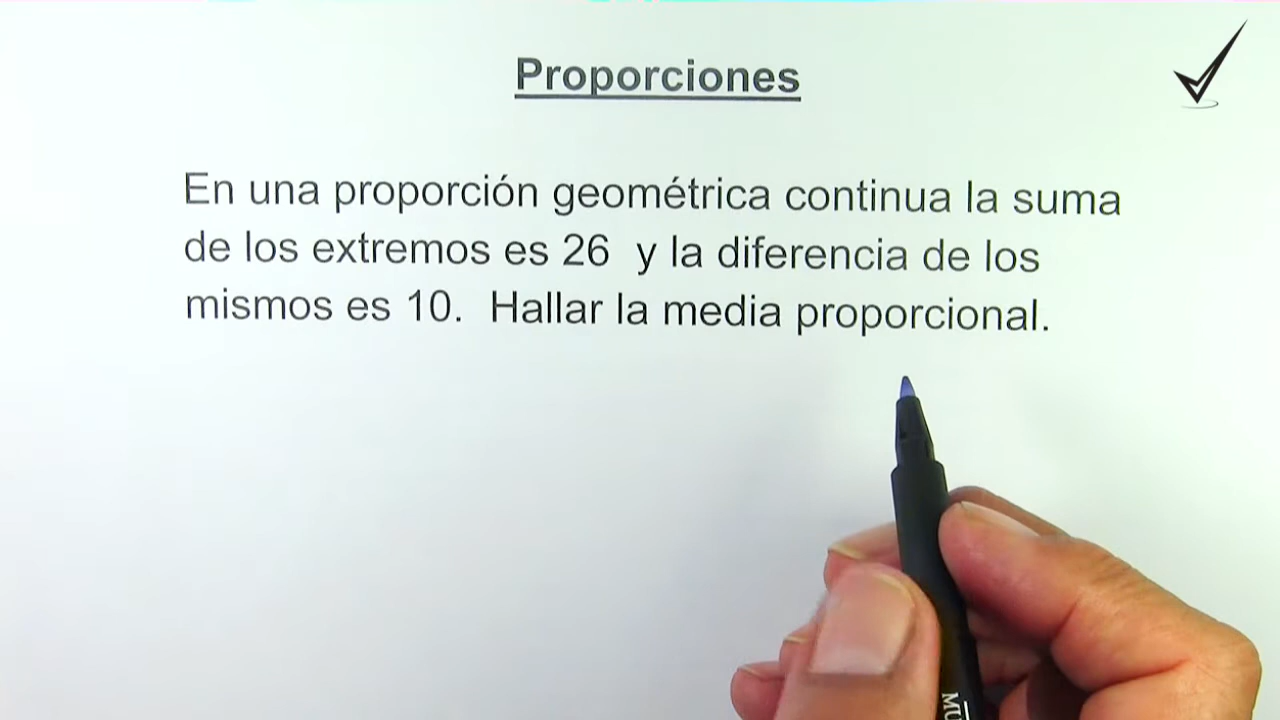 Proporciones
En una proporción geométrica continua la suma
de los extremos es 26 y la diferencia de los
mismos es 10. Hallar la media proporcional.